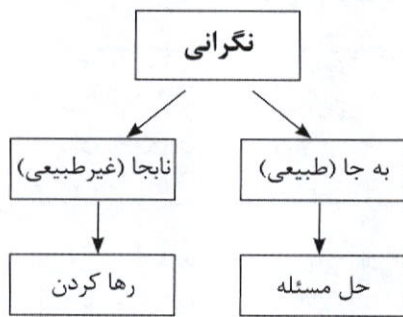 نگرانی
به جا (طبیعی)
نابجا (غیرطبیعی)
حل مسئله
رها کردن